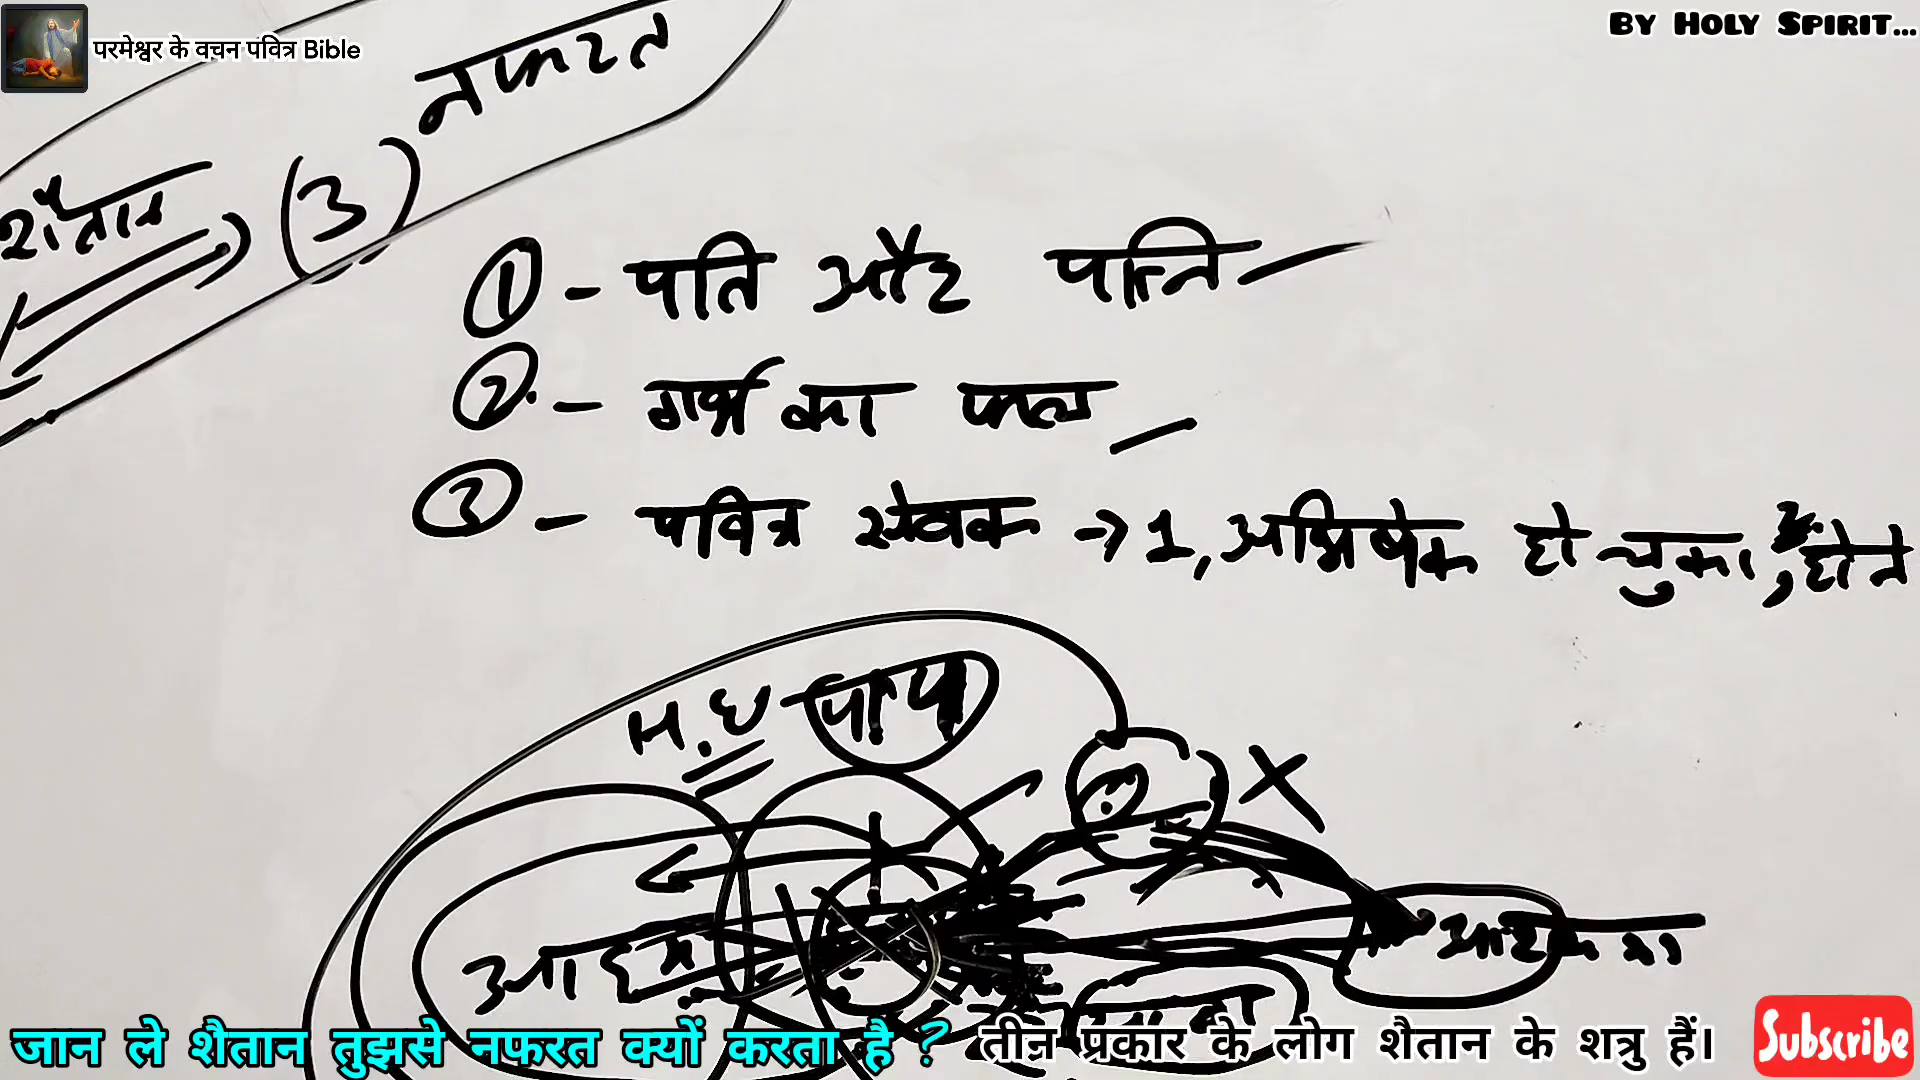 परमेश्वर के वचन पवित्र Bible
By Holy Spirit...
शैतान (3) नफरत
① - पति और पत्नि
② - गर्भ का फल
③ - पवित्र सेवक → 1, अभिषेक हो चुका, होने
म.ध पाप
आदम
जान ले शैतान तुझसे नफरत क्यों करता है ? तीन प्रकार के लोग शैतान के शत्रु हैं।
Subscribe